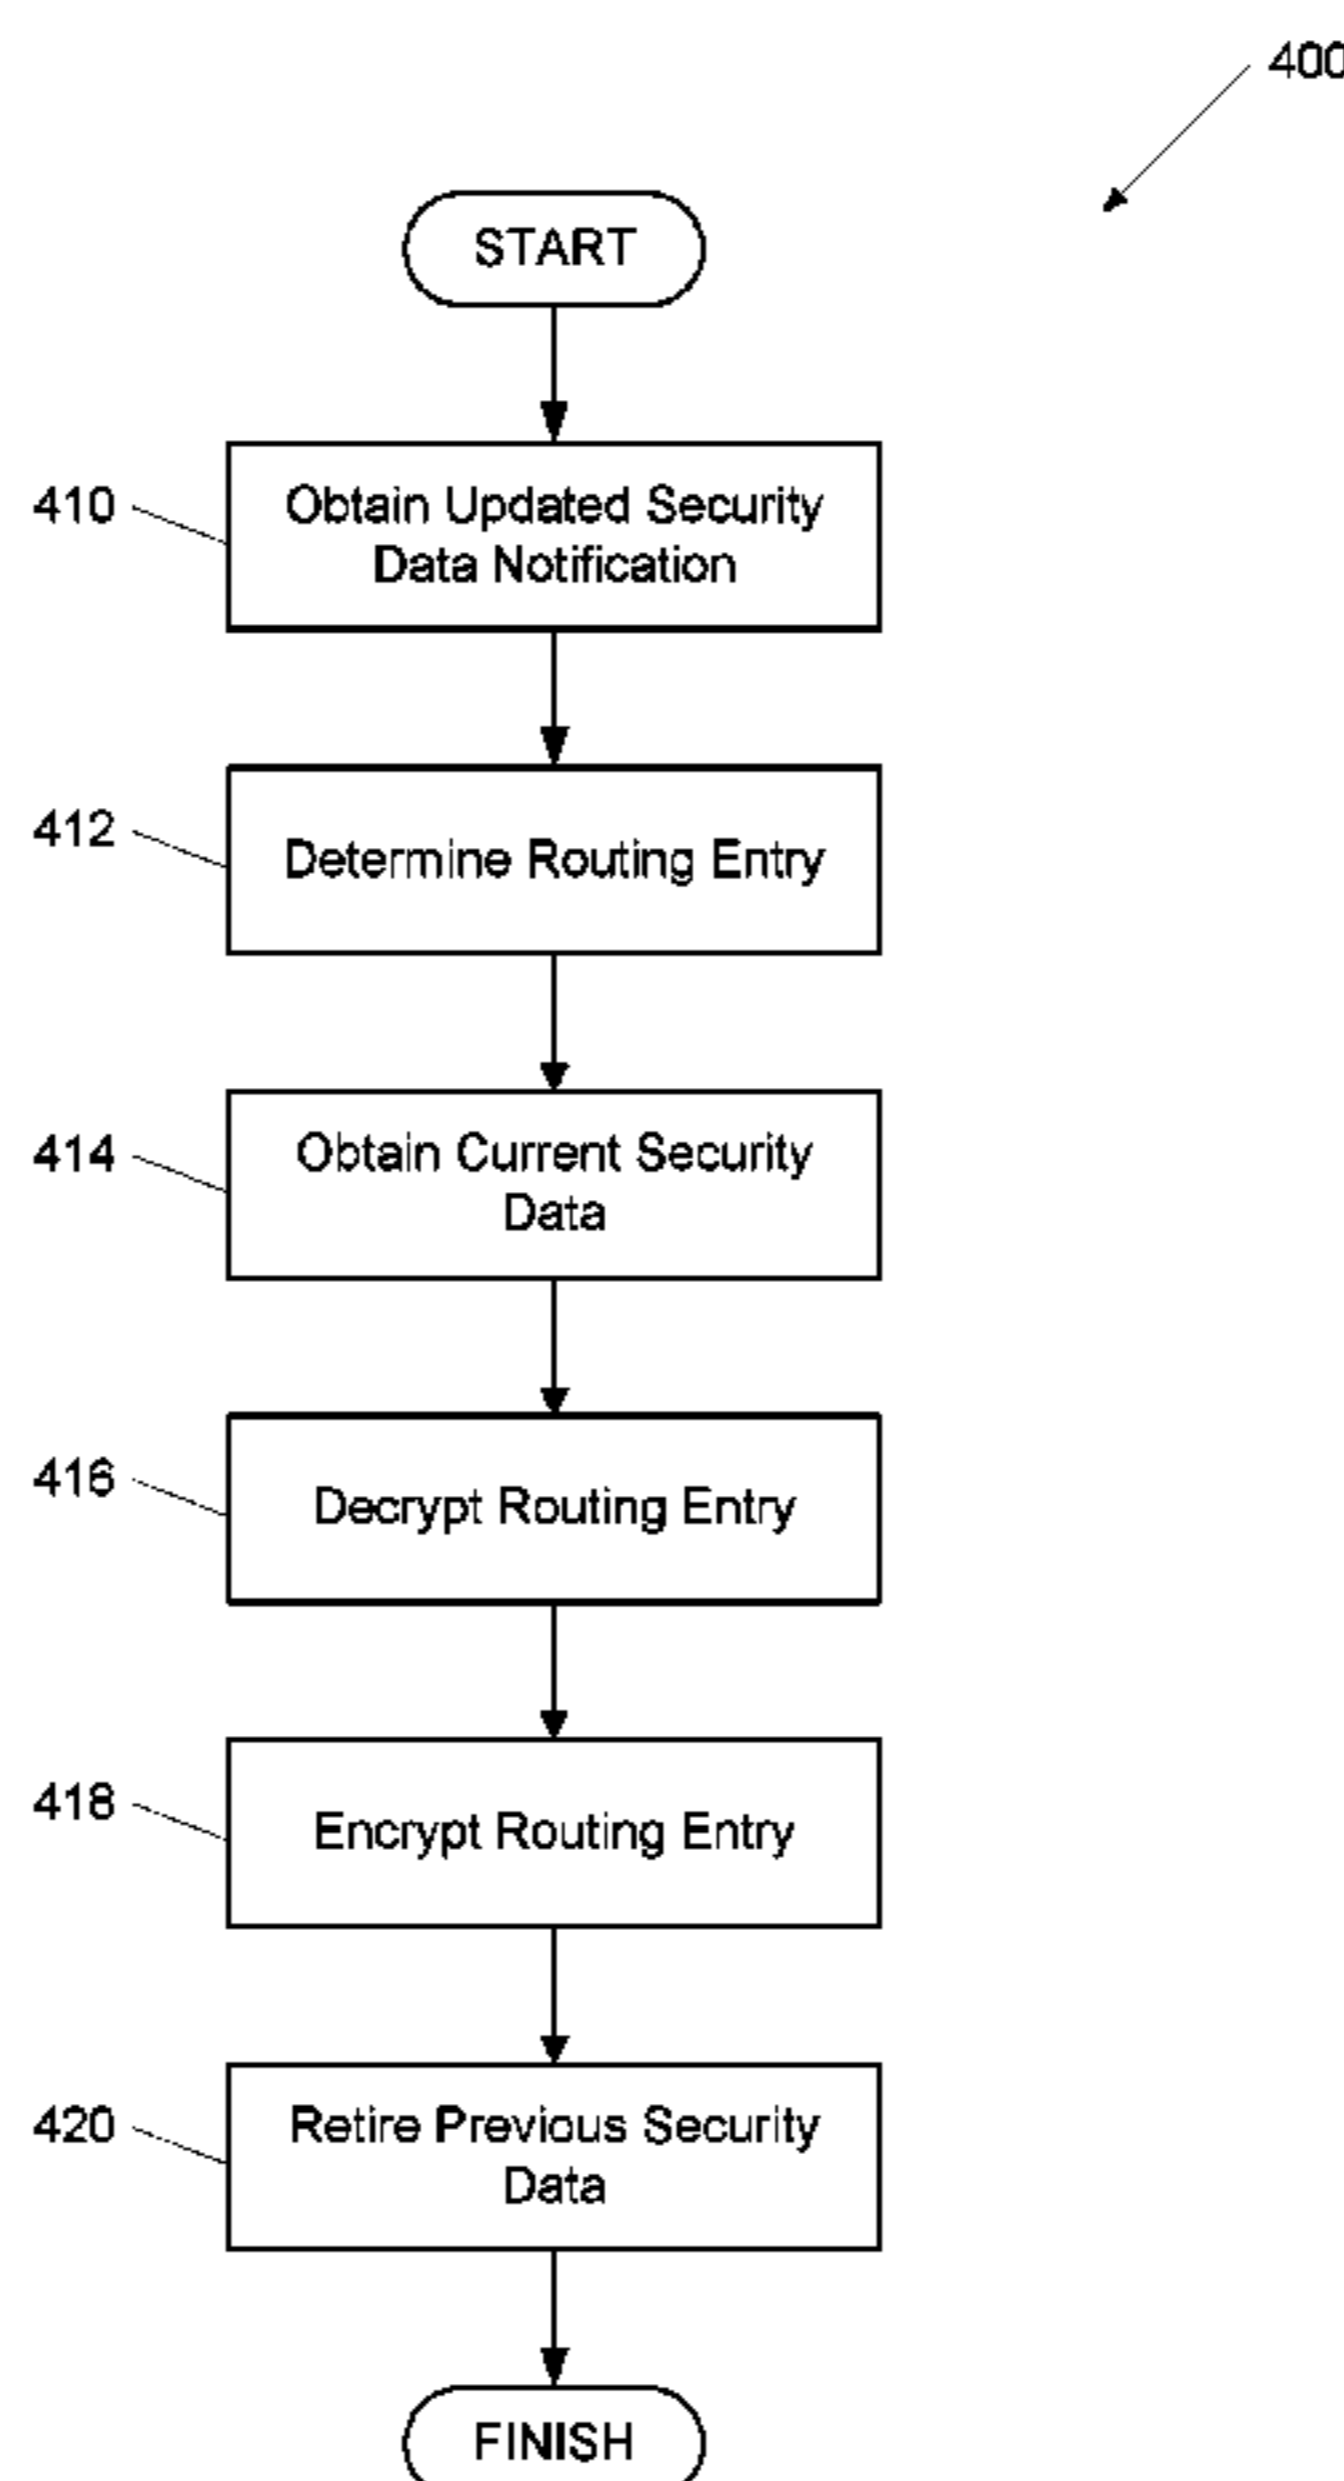 400
START
410
Obtain Updated Security
Data Notification
412
Determine Routing Entry
414
Obtain Current Security
Data
416
Decrypt Routing Entry
418
Encrypt Routing Entry
420
Retire Previous Security
Data
FINISH